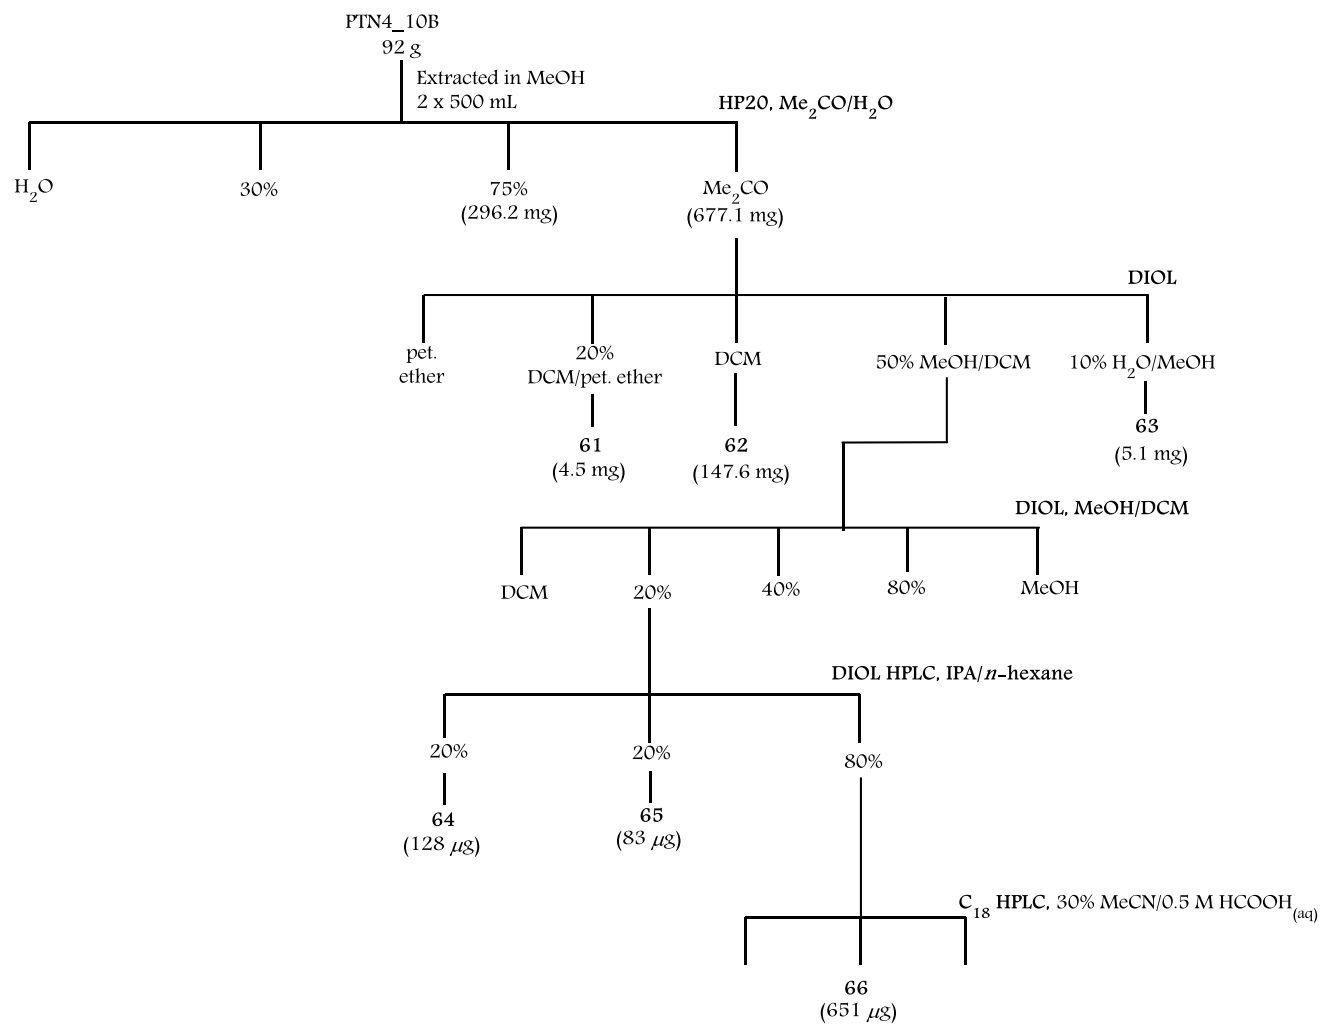 PTN4_10B
92 g
Extracted in MeOH
2 x 500 mL
HP20, Me₂CO/H₂O
H₂O
30%
75%
(296.2 mg)
Me₂CO
(677.1 mg)
DIOL
pet.
ether
20%
DCM/pet. ether
DCM
50% MeOH/DCM
10% H₂O/MeOH
61
(4.5 mg)
62
(147.6 mg)
63
(5.1 mg)
DIOL, MeOH/DCM
DCM
20%
40%
80%
MeOH
DIOL HPLC, IPA/n-hexane
20%
20%
80%
64
(128 µg)
65
(83 µg)
C₁₈ HPLC, 30% MeCN/0.5 M HCOOH(aq)
66
(651 µg)